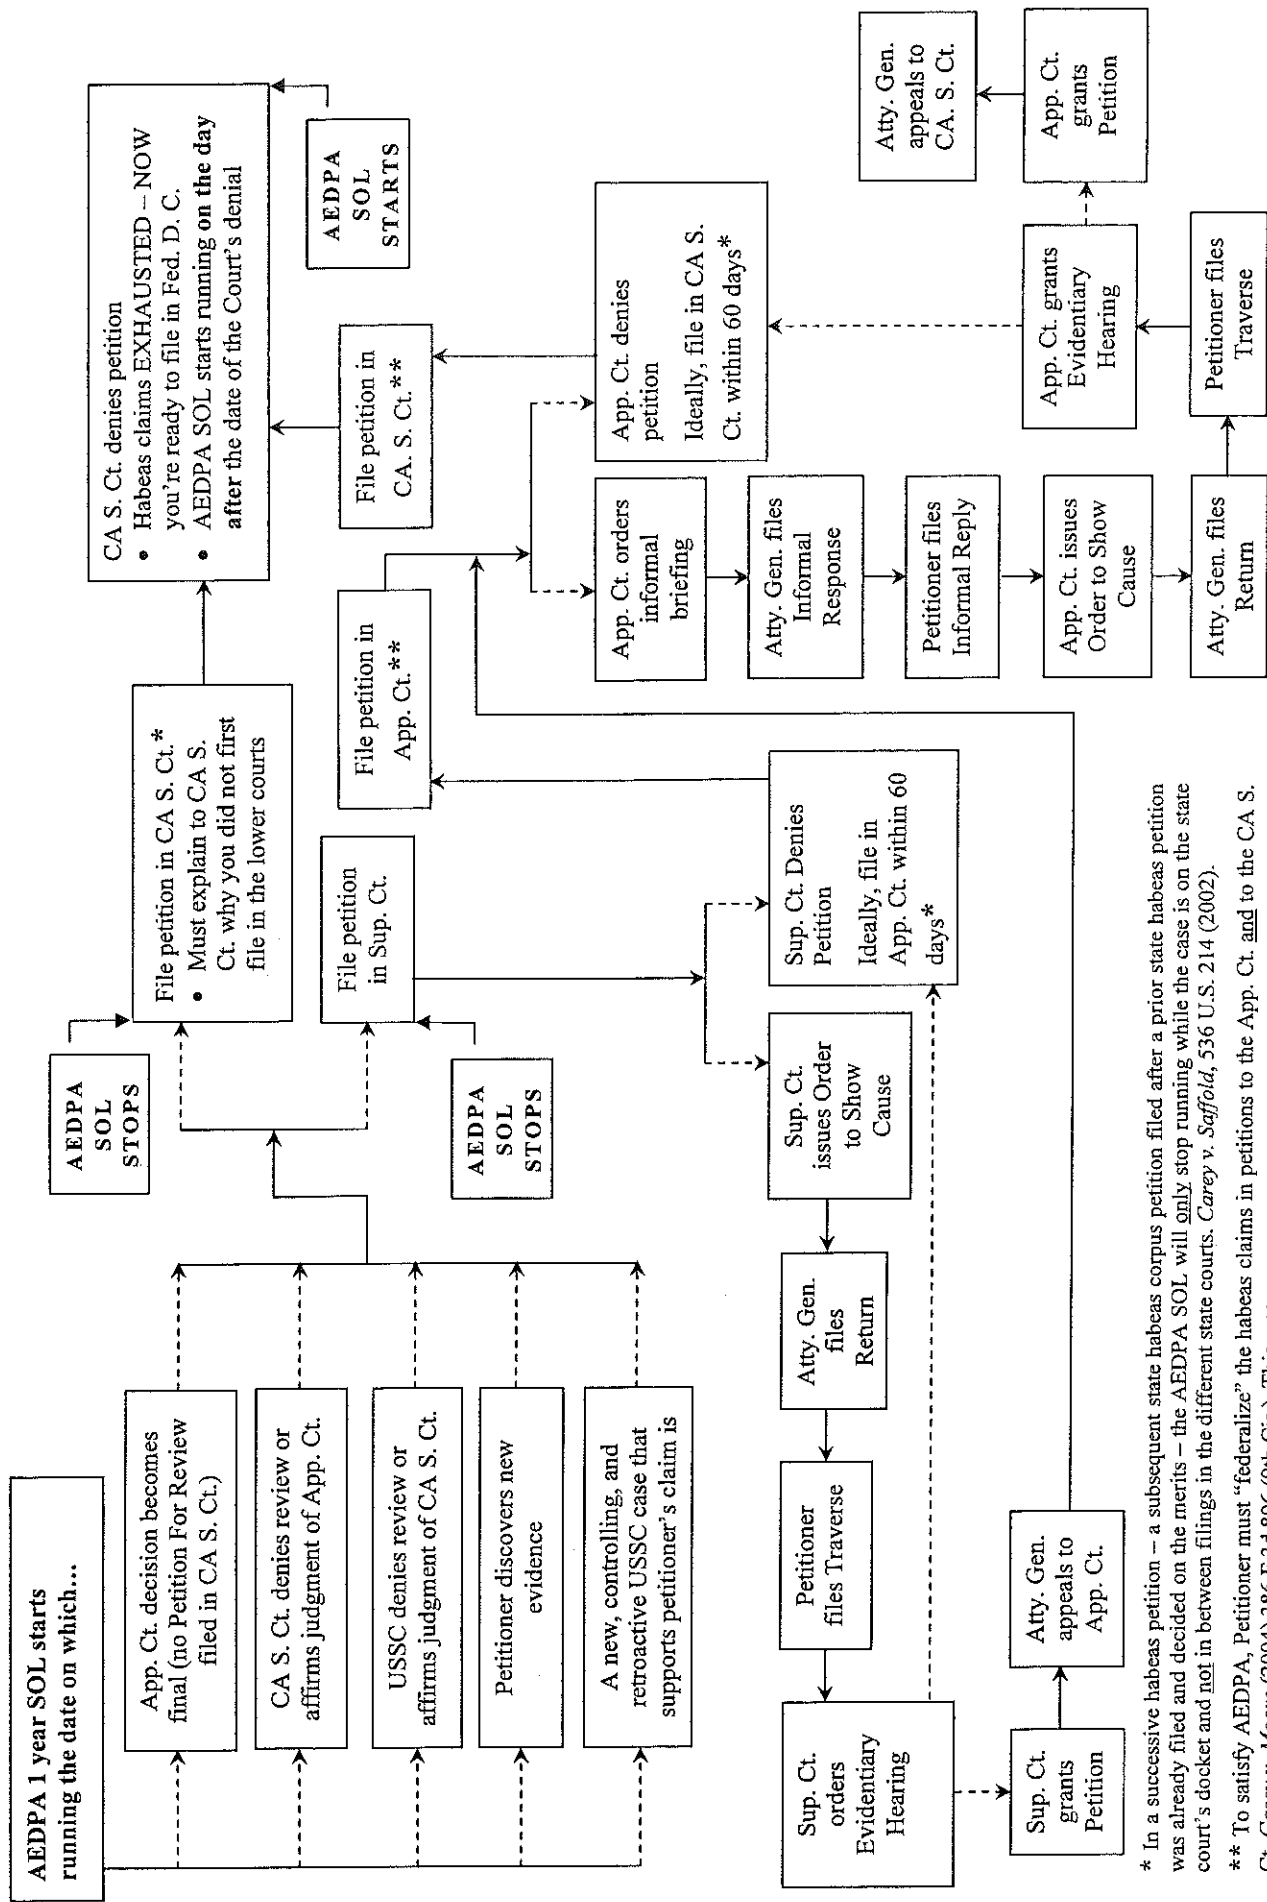 AEDPA 1 year SOL starts
running the date on which...
App. Ct. decision becomes
final (no Petition For Review
filed in CA S. Ct.)
CA S. Ct. denies review or
affirms judgment of App. Ct.
USSC denies review or
affirms judgment of CA S. Ct.
Petitioner discovers new
evidence
A new, controlling, and
retroactive USSC case that
supports petitioner's claim is
AEDPA
SOL
STOPS
File petition in CA S. Ct.*
• Must explain to CA S.
Ct. why you did not first
file in the lower courts
File petition
in Sup. Ct.
AEDPA
SOL
STOPS
CA S. Ct. denies petition
• Habeas claims EXHAUSTED – NOW
you're ready to file in Fed. D. C.
• AEDPA SOL starts running on the day
after the date of the Court's denial
AEDPA
SOL
STARTS
File petition in
App. Ct.**
File petition in
CA. S. Ct.**
Sup. Ct.
issues Order
to Show
Cause
Sup. Ct. Denies
Petition
Ideally, file in
App. Ct. within 60
days*
Atty. Gen.
files
Return
Petitioner
files Traverse
Sup. Ct.
orders
Evidentiary
Hearing
Sup. Ct.
grants
Petition
Atty. Gen.
appeals to
App. Ct.
App. Ct. orders
informal
briefing
App. Ct. denies
petition
Ideally, file in CA S.
Ct. within 60 days*
Atty. Gen. files
Informal
Response
Petitioner files
Informal Reply
App. Ct. issues
Order to Show
Cause
Atty. Gen. files
Return
Petitioner files
Traverse
App. Ct. grants
Evidentiary
Hearing
App. Ct.
grants
Petition
Atty. Gen.
appeals to
CA. S. Ct.
* In a successive habeas petition – a subsequent state habeas corpus petition filed after a prior state habeas petition
was already filed and decided on the merits – the AEDPA SOL will only stop running while the case is on the state
court's docket and not in between filings in the different state courts. Carey v. Saffold, 536 U.S. 214 (2002).
** To satisfy AEDPA, Petitioner must "federalize" the habeas claims in petitions to the App. Ct. and to the CA S.